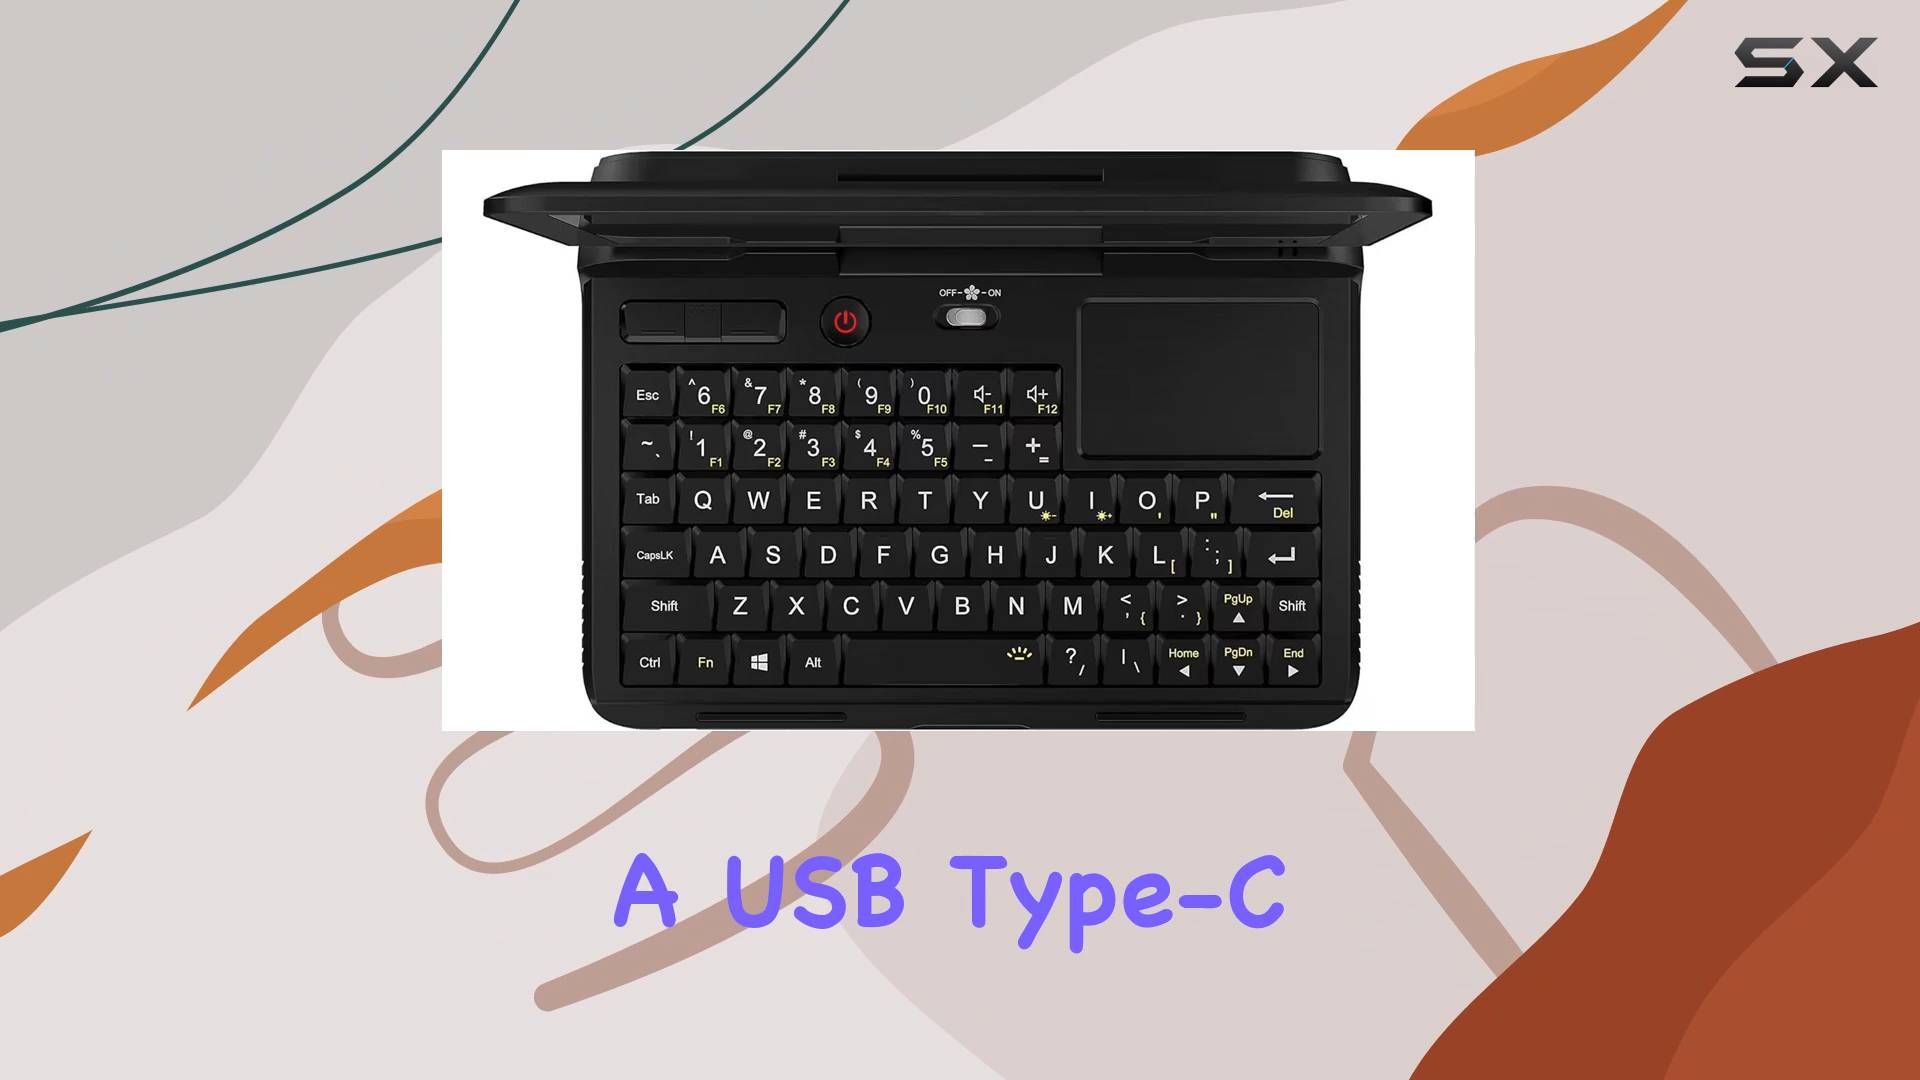 SX
OFF- -ON
Esc ^ 6 F6 & 7 F7 * 8 F8 ( 9 F9 ) 0 F10 - F11 + F12
~ ` ! 1 F1 @ 2 F2 # 3 F3 $ 4 F4 % 5 F5 — _ + =
Tab Q W E R T Y U - I + O , P " Del
CapsLK A S D F G H J K L [ : ; ] 
Shift Z X C V B N M < , { > . } PgUp Shift
Ctrl Fn Alt ? / | \ Home PgDn End
A USB Type-C